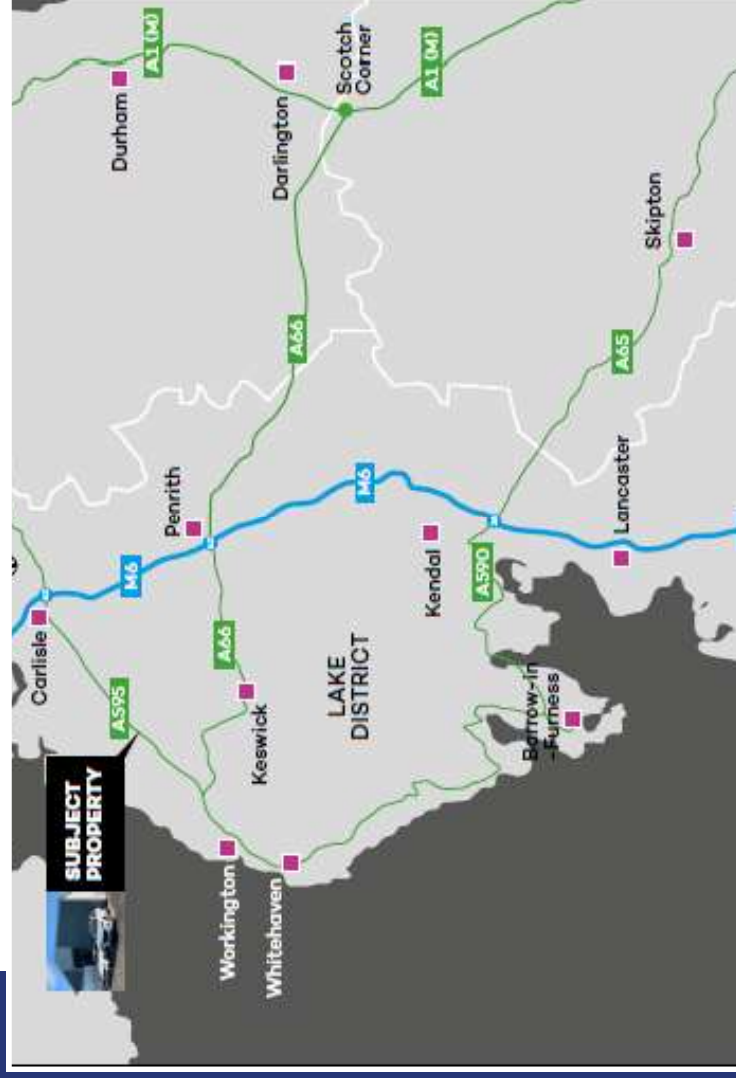 Carlisle
SUBJECT
PROPERTY
A595
M6
Durham
A1 (M)
Penrith
Workington
A66
Keswick
Whitehaven
A66
Darlington
Scotch
Corner
LAKE
DISTRICT
M6
A1 (M)
Kendal
A590
Barrow-in
-Furness
Lancaster
A65
Skipton